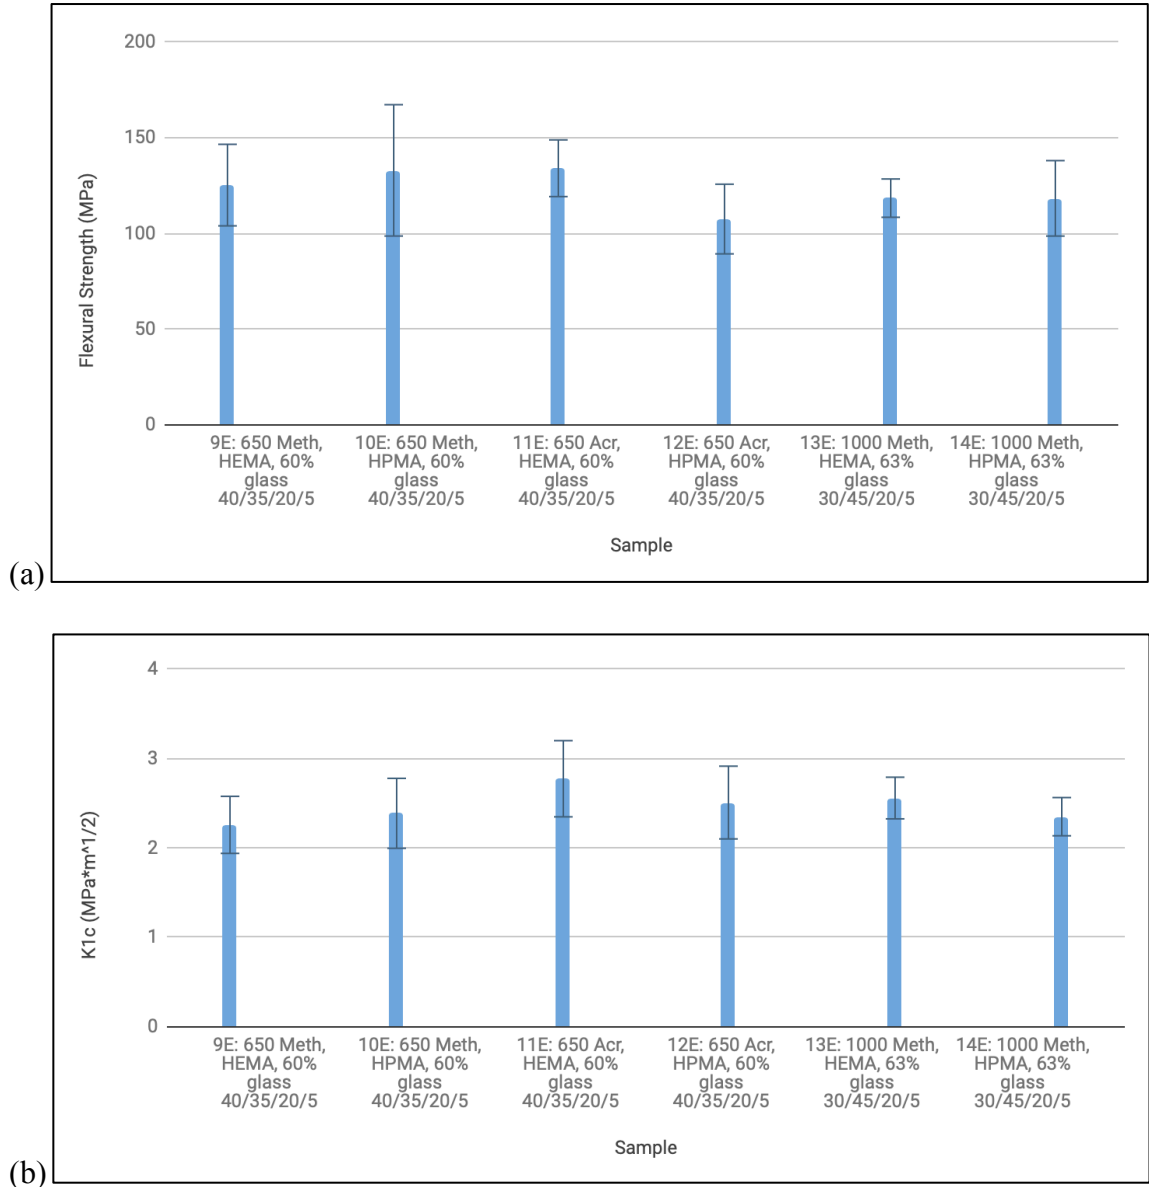 200
150
100
50
0
Flexural Strength (MPa)
9E: 650 Meth,
HEMA, 60%
glass
40/35/20/5
10E: 650 Meth,
HPMA, 60%
glass
40/35/20/5
11E: 650 Acr,
HEMA, 60%
glass
40/35/20/5
12E: 650 Acr,
HPMA, 60%
glass
40/35/20/5
13E: 1000 Meth,
HEMA, 63%
glass
30/45/20/5
14E: 1000 Meth,
HPMA, 63%
glass
30/45/20/5
Sample
(a)
4
3
2
1
0
K1c (MPa*m^1/2)
9E: 650 Meth,
HEMA, 60%
glass
40/35/20/5
10E: 650 Meth,
HPMA, 60%
glass
40/35/20/5
11E: 650 Acr,
HEMA, 60%
glass
40/35/20/5
12E: 650 Acr,
HPMA, 60%
glass
40/35/20/5
13E: 1000 Meth,
HEMA, 63%
glass
30/45/20/5
14E: 1000 Meth,
HPMA, 63%
glass
30/45/20/5
Sample
(b)